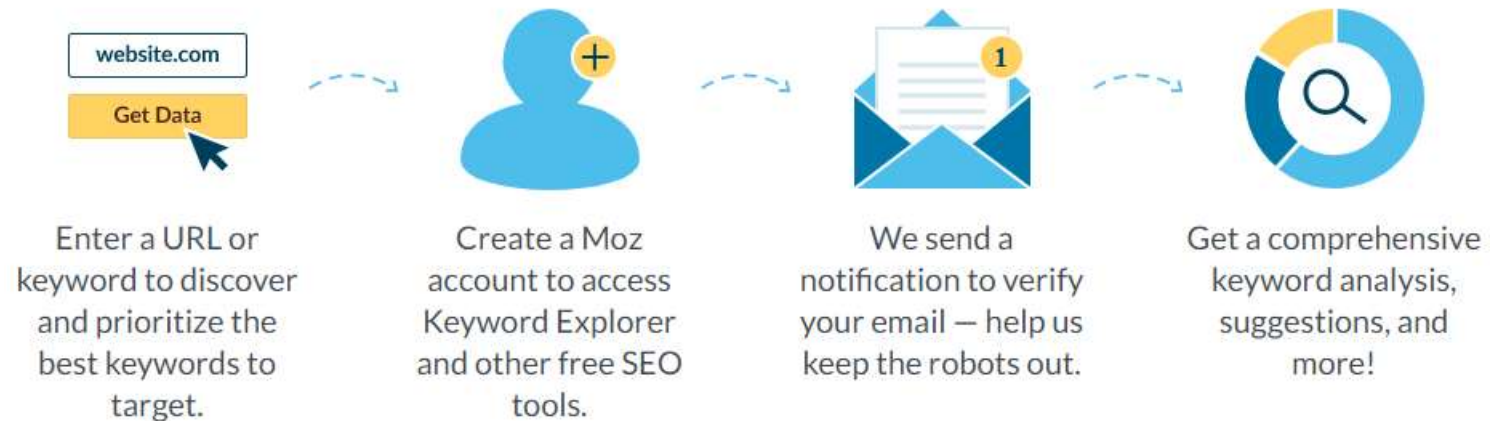 website.com
Get Data
1
Enter a URL or
keyword to discover
and prioritize the
best keywords to
target.
Create a Moz
account to access
Keyword Explorer
and other free SEO
tools.
We send a
notification to verify
your email — help us
keep the robots out.
Get a comprehensive
keyword analysis,
suggestions, and
more!